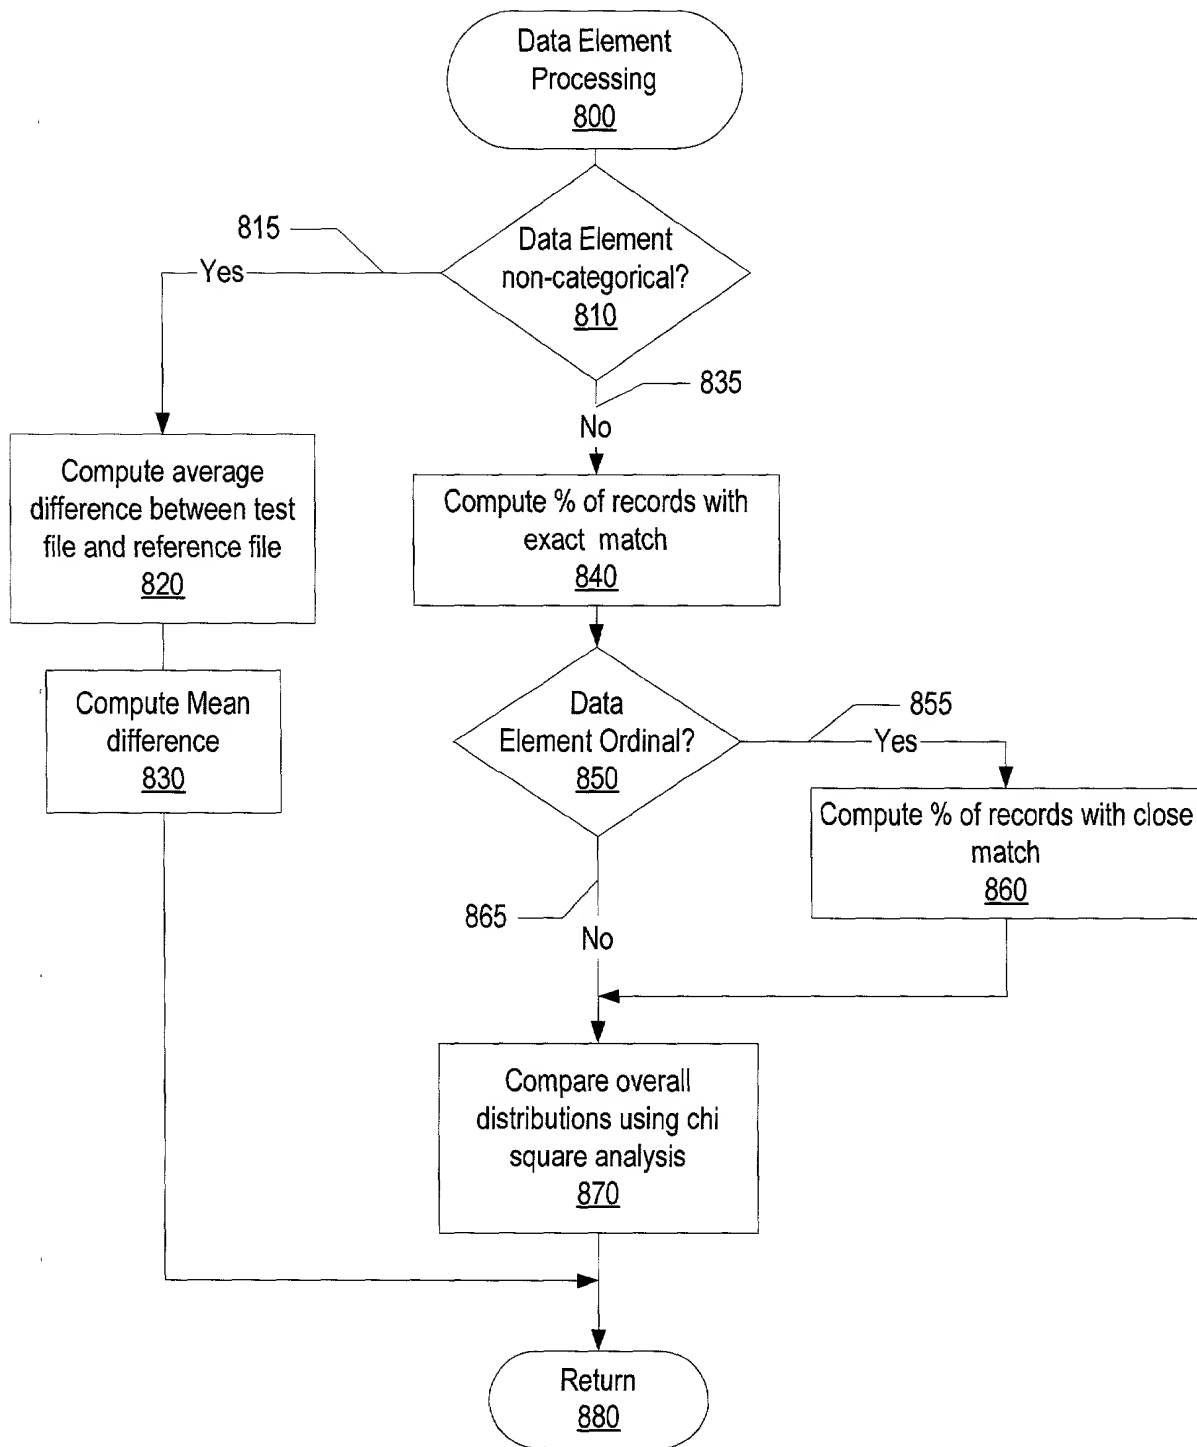 Data Element
Processing
800
815
Yes
Data Element
non-categorical?
810
835
No
Compute average
difference between test
file and reference file
820
Compute % of records with
exact match
840
Compute Mean
difference
830
Data
Element Ordinal?
850
855
Yes
Compute % of records with close
match
860
865
No
Compare overall
distributions using chi
square analysis
870
Return
880